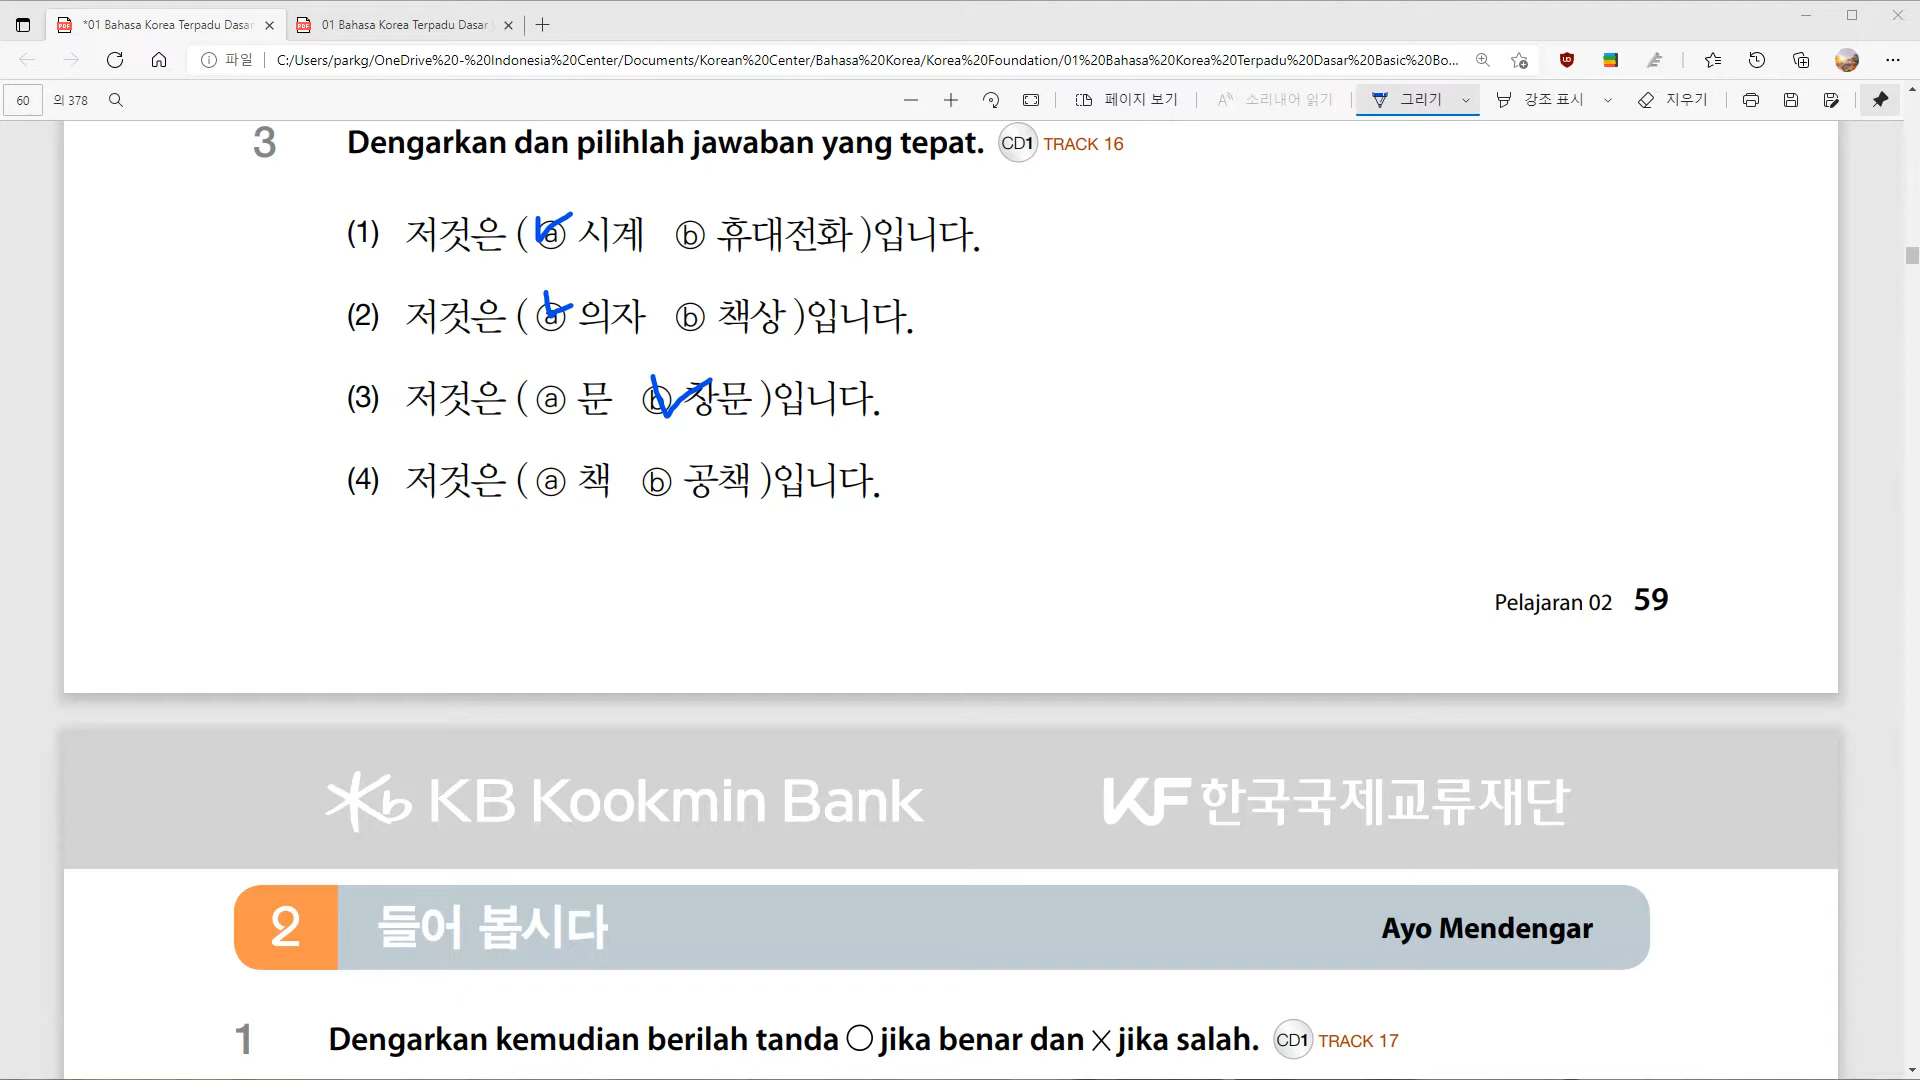 *01 Bahasa Korea Terpadu Dasar
01 Bahasa Korea Terpadu Dasar
파일
C:/Users/parkg/OneDrive%20-%20Indonesia%20Center/Documents/Korean%20Center/Bahasa%20Korea/Korea%20Foundation/01%20Bahasa%20Korea%20Terpadu%20Dasar%20Basic%20Bo...
60 의 378 페이지 보기 소리내어 읽기 그리기 강조 표시 지우기
3 Dengarkan dan pilihlah jawaban yang tepat. CD1 TRACK 16
(1) 저것은 ( ⓐ 시계 ⓑ 휴대전화 )입니다.
(2) 저것은 ( ⓐ 의자 ⓑ 책상 )입니다.
(3) 저것은 ( ⓐ 문 ⓑ 창문 )입니다.
(4) 저것은 ( ⓐ 책 ⓑ 공책 )입니다.
Pelajaran 02 59
KB Kookmin Bank KF 한국국제교류재단
2 들어 봅시다 Ayo Mendengar
1 Dengarkan kemudian berilah tanda ○ jika benar dan × jika salah. CD1 TRACK 17